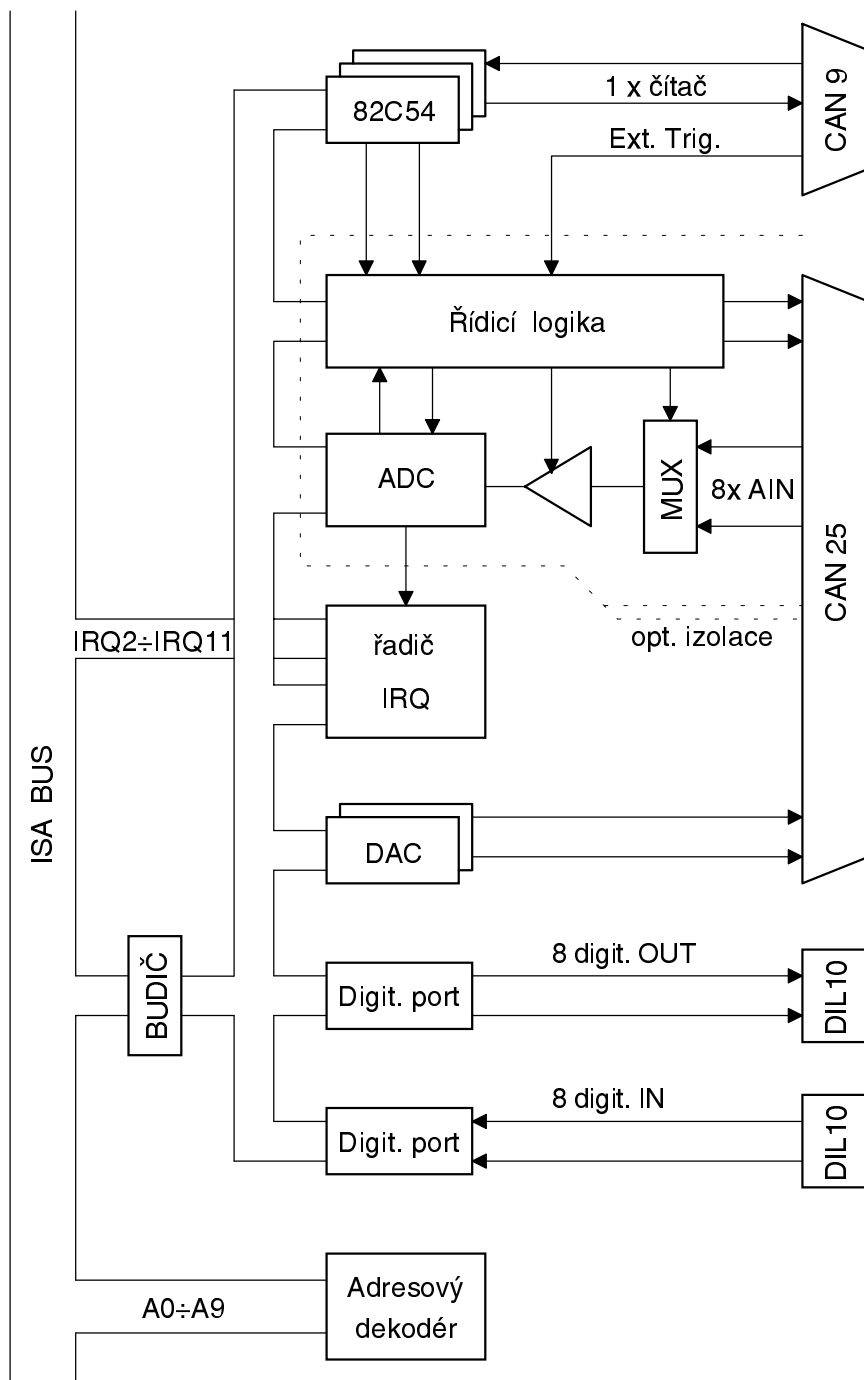 82C54
1 x čítač
CAN 9
Ext. Trig.
Řídicí logika
ADC
MUX
8x AIN
CAN 25
IRQ2÷IRQ11
řadič
IRQ
opt. izolace
ISA BUS
DAC
BUDIČ
Digit. port
8 digit. OUT
DIL10
Digit. port
8 digit. IN
DIL10
A0÷A9
Adresový
dekodér